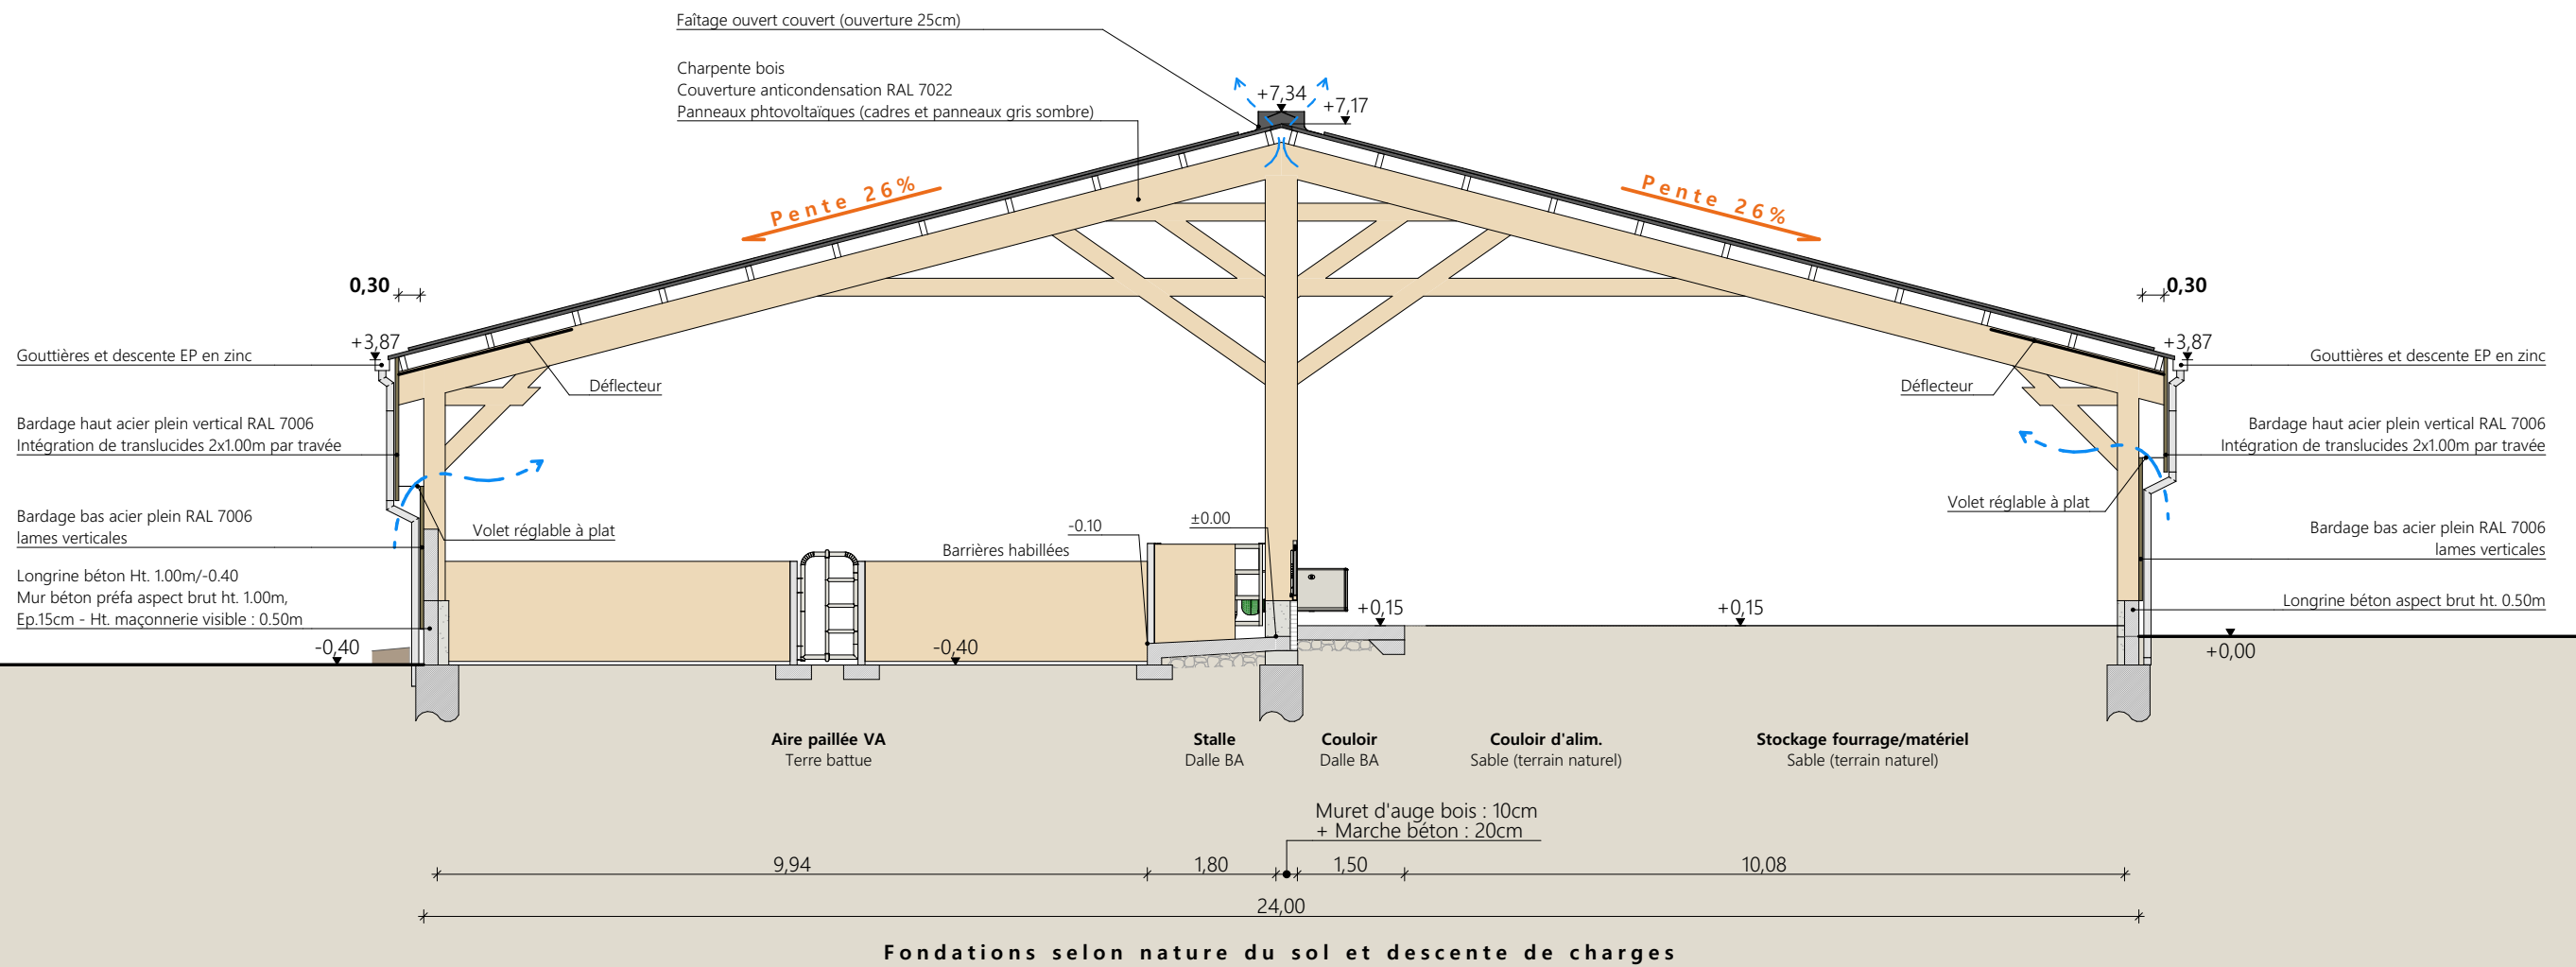 Faîtage ouvert couvert (ouverture 25cm)
Charpente bois
Couverture anticondensation RAL 7022
Panneaux phtovoltaïques (cadres et panneaux gris sombre)
+7,34
+7,17
Pente 26%
Pente 26%
0,30
0,30
+3,87
+3,87
Gouttières et descente EP en zinc
Gouttières et descente EP en zinc
Déflecteur
Déflecteur
Bardage haut acier plein vertical RAL 7006
Intégration de translucides 2x1.00m par travée
Bardage haut acier plein vertical RAL 7006
Intégration de translucides 2x1.00m par travée
Volet réglable à plat
Volet réglable à plat
Bardage bas acier plein RAL 7006
lames verticales
Bardage bas acier plein RAL 7006
lames verticales
-0.10
±0.00
Barrières habillées
Longrine béton Ht. 1.00m/-0.40
Mur béton préfa aspect brut ht. 1.00m,
Ep.15cm - Ht. maçonnerie visible : 0.50m
Longrine béton aspect brut ht. 0.50m
+0,15
+0,15
-0,40
-0,40
+0,00
Aire paillée VA
Terre battue
Stalle
Dalle BA
Couloir
Dalle BA
Couloir d'alim.
Sable (terrain naturel)
Stockage fourrage/matériel
Sable (terrain naturel)
Muret d'auge bois : 10cm
+ Marche béton : 20cm
9,94
1,80
1,50
10,08
24,00
Fondations selon nature du sol et descente de charges